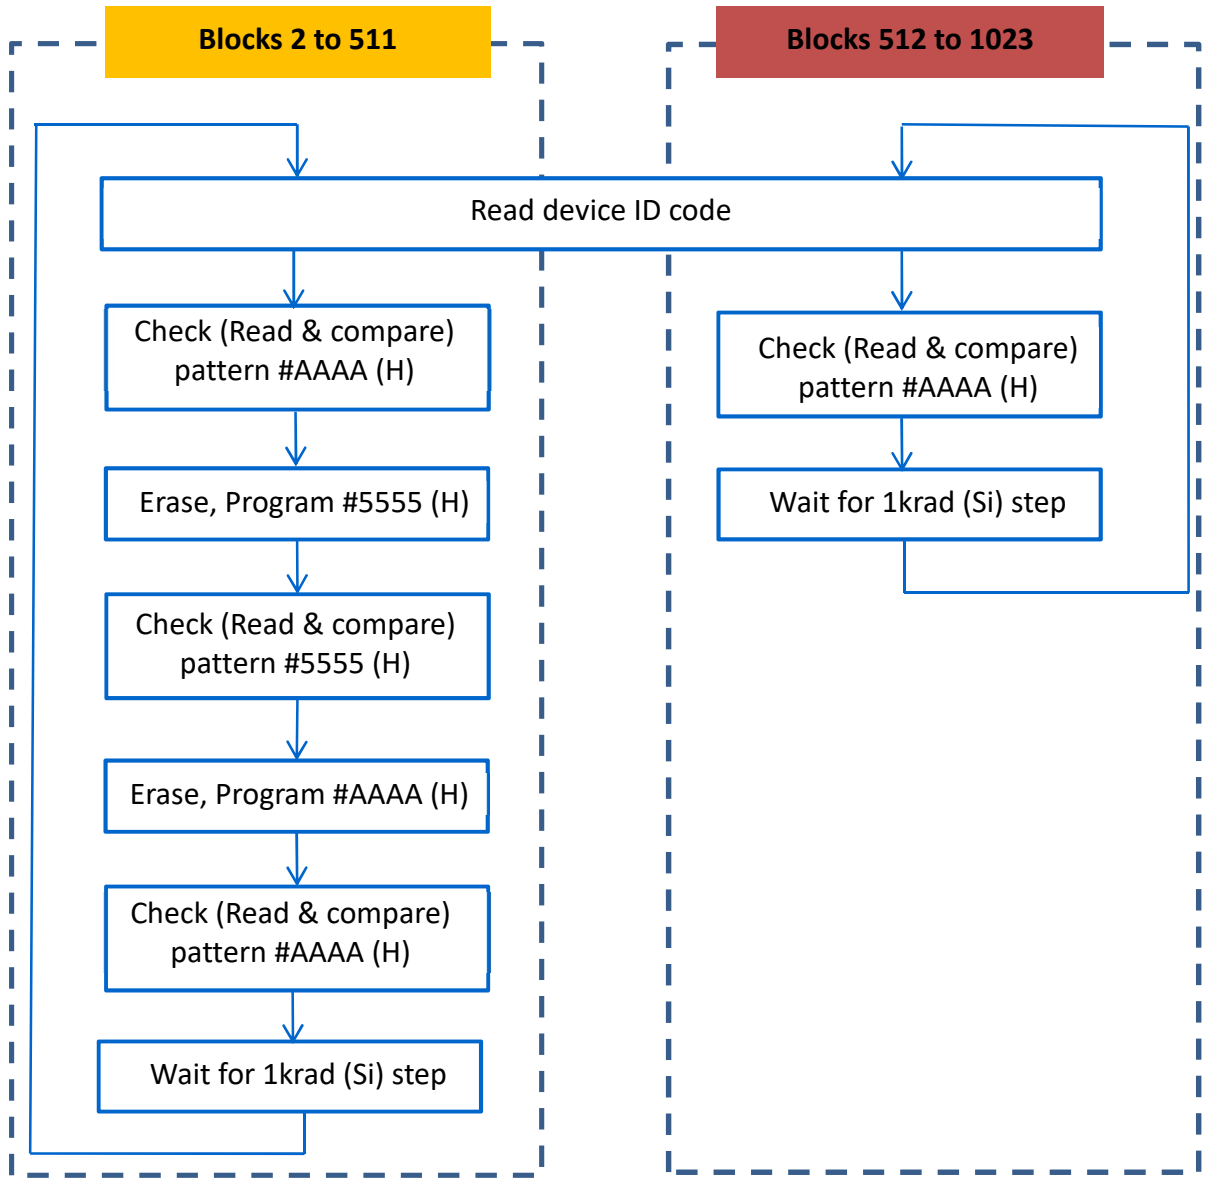 Blocks 2 to 511
Blocks 512 to 1023
Read device ID code
Check (Read & compare)
pattern #AAAA (H)
Erase, Program #5555 (H)
Check (Read & compare)
pattern #5555 (H)
Erase, Program #AAAA (H)
Check (Read & compare)
pattern #AAAA (H)
Wait for 1krad (Si) step
Check (Read & compare)
pattern #AAAA (H)
Wait for 1krad (Si) step